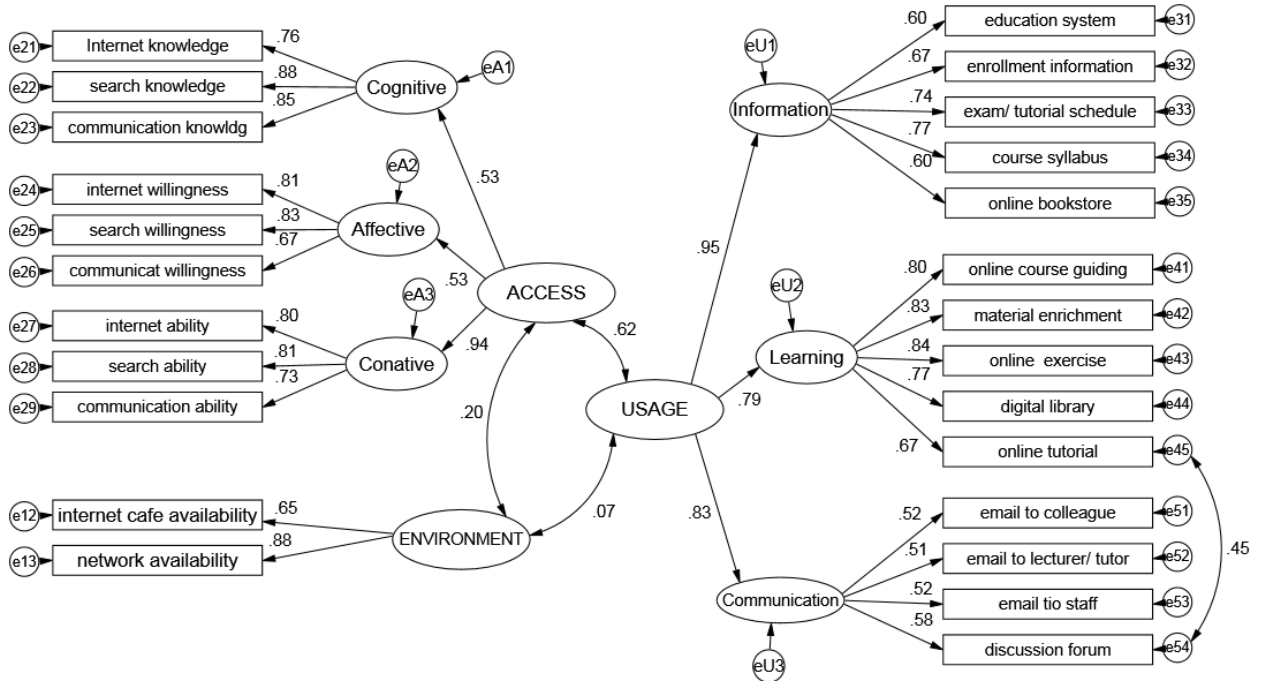 e21 Internet knowledge .76
e22 search knowledge .88
e23 communication knowldg .85
Cognitive
eA1
.53
e24 internet willingness .81
e25 search willingness .83
e26 communicat willingness .67
Affective
eA2
.53
e27 internet ability .80
e28 search ability .81
e29 communication ability .73
Conative
eA3
.94
ACCESS
.62
.20
e12 internet cafe availability .65
e13 network availability .88
ENVIRONMENT
.07
USAGE
.95
.79
.83
eU1
Information
.60 education system e31
.67 enrollment information e32
.74 exam/ tutorial schedule e33
.77 course syllabus e34
.60 online bookstore e35
eU2
Learning
.80 online course guiding e41
.83 material enrichment e42
.84 online exercise e43
.77 digital library e44
.67 online tutorial e45
Communication
eU3
.52 email to colleague e51
.51 email to lecturer/ tutor e52
.52 email tio staff e53
.58 discussion forum e54
.45